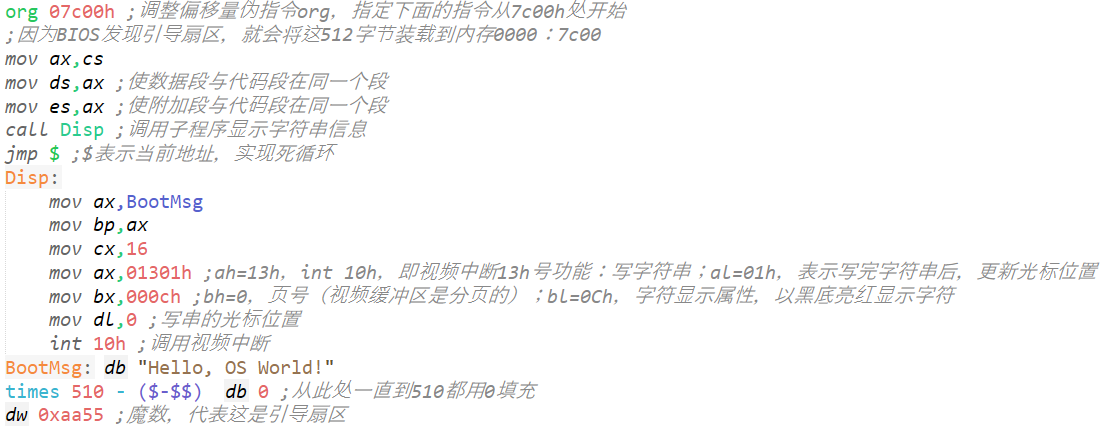 org 07c00h ;调整偏移量伪指令org，指定下面的指令从7c00h处开始
;因为BIOS发现引导扇区，就会将这512字节装载到内存0000：7c00
mov ax,cs
mov ds,ax ;使数据段与代码段在同一个段
mov es,ax ;使附加段与代码段在同一个段
call Disp ;调用子程序显示字符串信息
jmp $ ;$表示当前地址，实现死循环
Disp:
    mov ax,BootMsg
    mov bp,ax
    mov cx,16
    mov ax,01301h ;ah=13h，int 10h，即视频中断13h号功能：写字符串；al=01h，表示写完字符串后，更新光标位置
    mov bx,000ch ;bh=0，页号（视频缓冲区是分页的）；bl=0Ch，字符显示属性，以黑底亮红显示字符
    mov dl,0 ;写串的光标位置
    int 10h ;调用视频中断
BootMsg: db "Hello, OS World!"
times 510 - ($-$$)  db 0 ;从此处一直到510都用0填充
dw 0xaa55 ;魔数，代表这是引导扇区